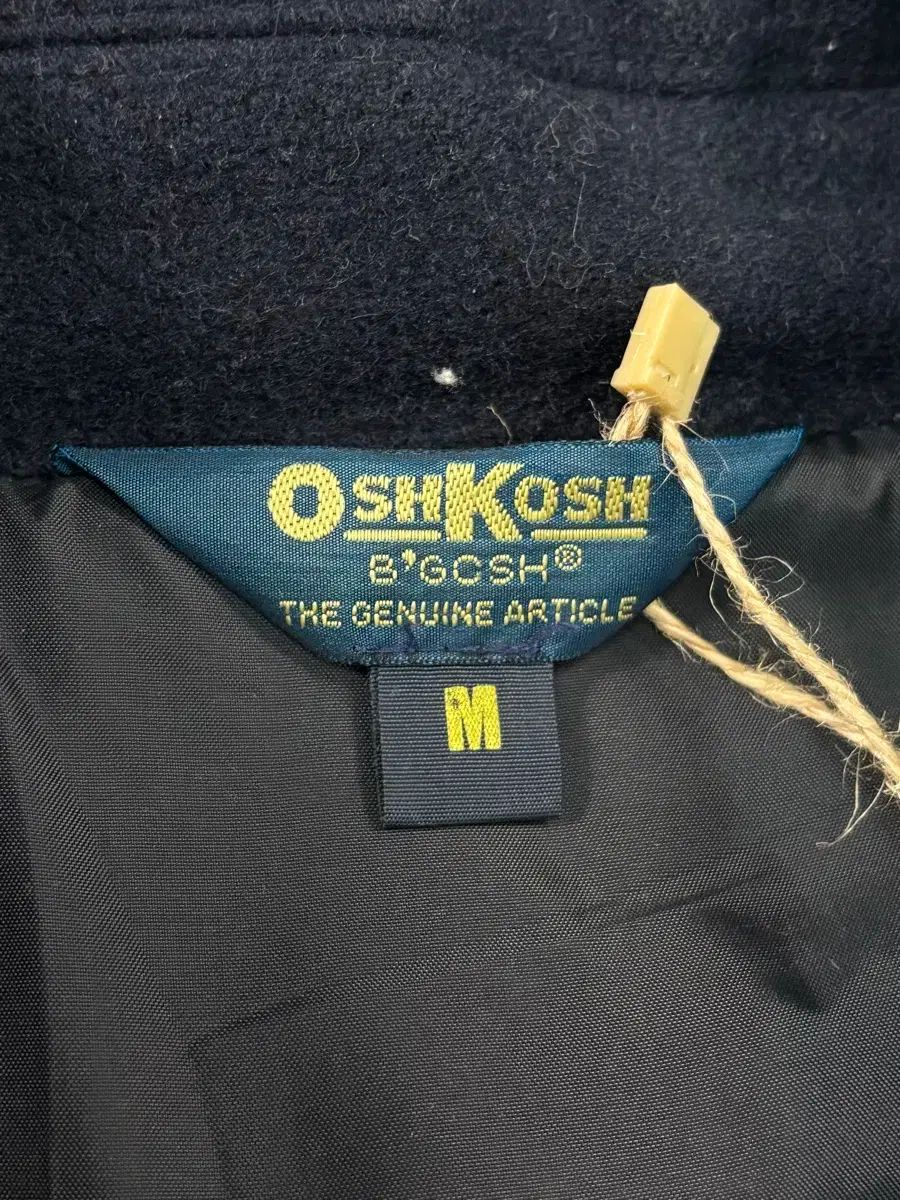 OSHKOSH
B'GOSH®
THE GENUINE ARTICLE
M